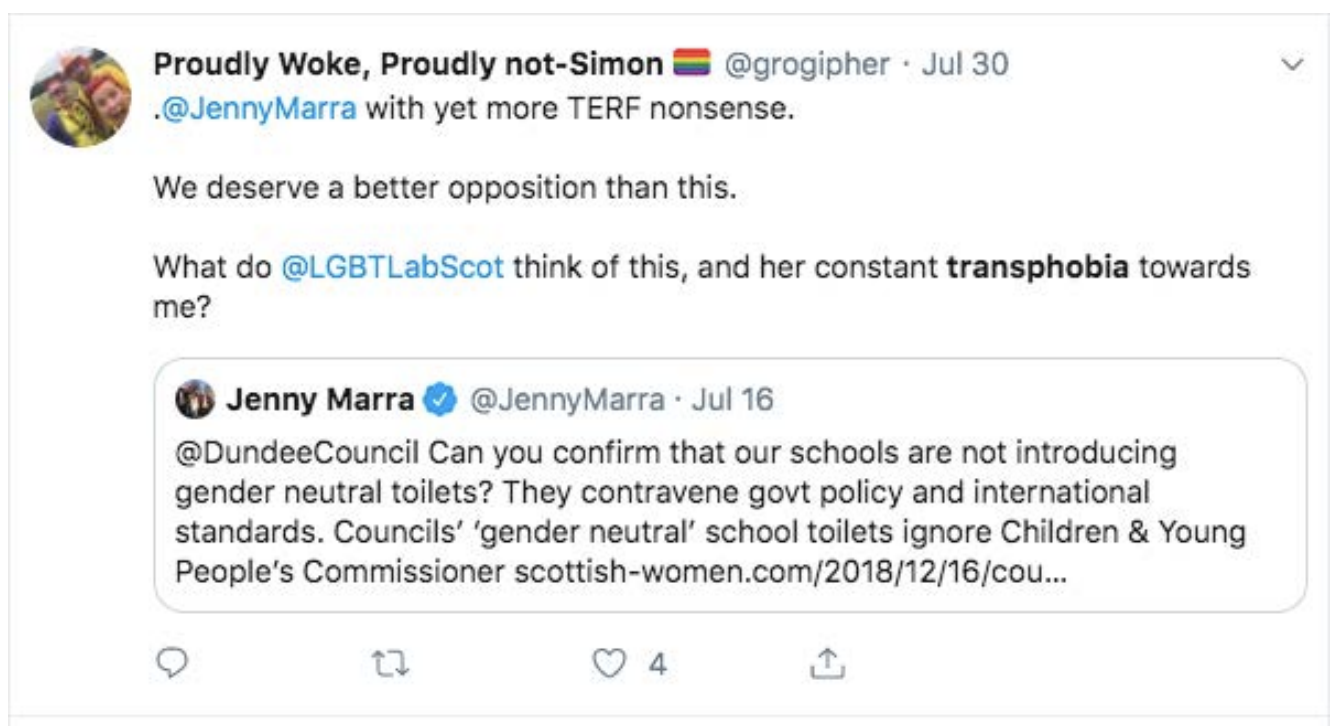 Proudly Woke, Proudly not-Simon 🏳️‍🌈 @grogipher · Jul 30
.@JennyMarra with yet more TERF nonsense.
We deserve a better opposition than this.
What do @LGBTLabScot think of this, and her constant transphobia towards
me?
Jenny Marra @JennyMarra · Jul 16
@DundeeCouncil Can you confirm that our schools are not introducing
gender neutral toilets? They contravene govt policy and international
standards. Councils’ ‘gender neutral’ school toilets ignore Children & Young
People’s Commissioner scottish-women.com/2018/12/16/cou...
4